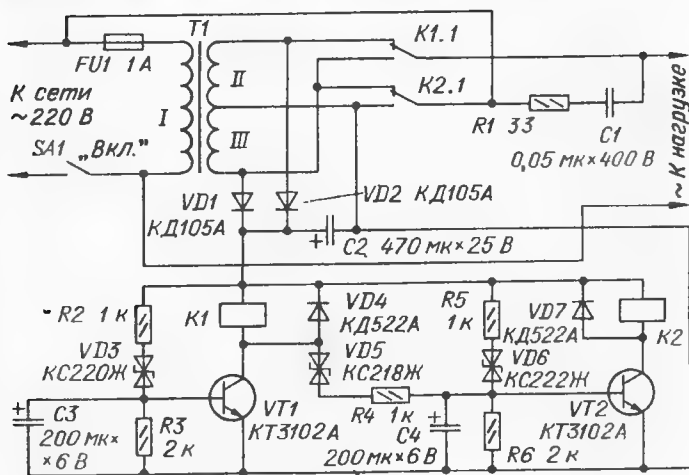 T1
K1.1
FU1 1А
II
К сети
~220 В
I
K2.1
SA1 „Вкл.”
III
R1 33
C1
0,05 мк×400 В
~ К нагрузке
VD1
КД105А
VD2 КД105А
+
C2 470 мк×25 В
R2 1 к
K1
VD4
КД522А
R5
1 к
VD7
КД522А
K2
VD3
КС220Ж
VD5
КС218Ж
VD6
КС222Ж
+
C3
200 мк×
×6 В
R3
2 к
VT1
КТ3102А
R4 1 к
+
C4
200 мк×6 В
R6 2 к
VT2
КТ3102А